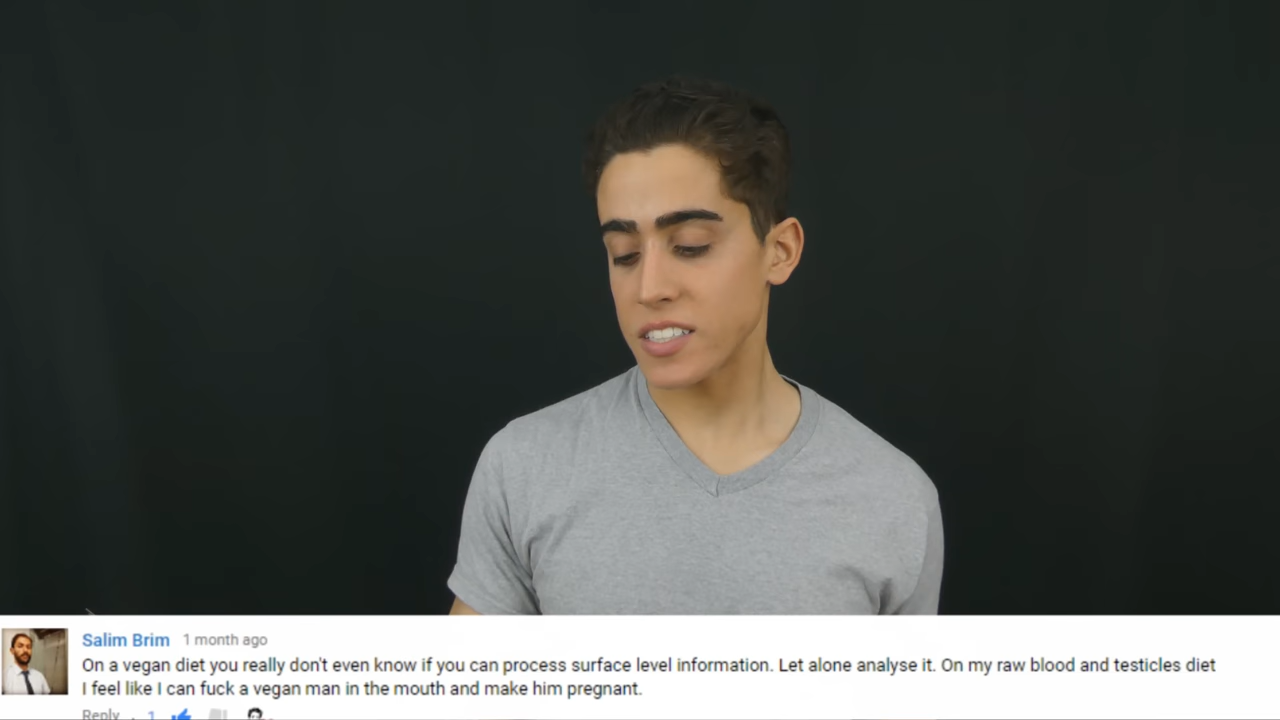 Salim Brim 1 month ago
On a vegan diet you really don't even know if you can process surface level information. Let alone analyse it. On my raw blood and testicles diet
I feel like I can fuck a vegan man in the mouth and make him pregnant.
Reply 1